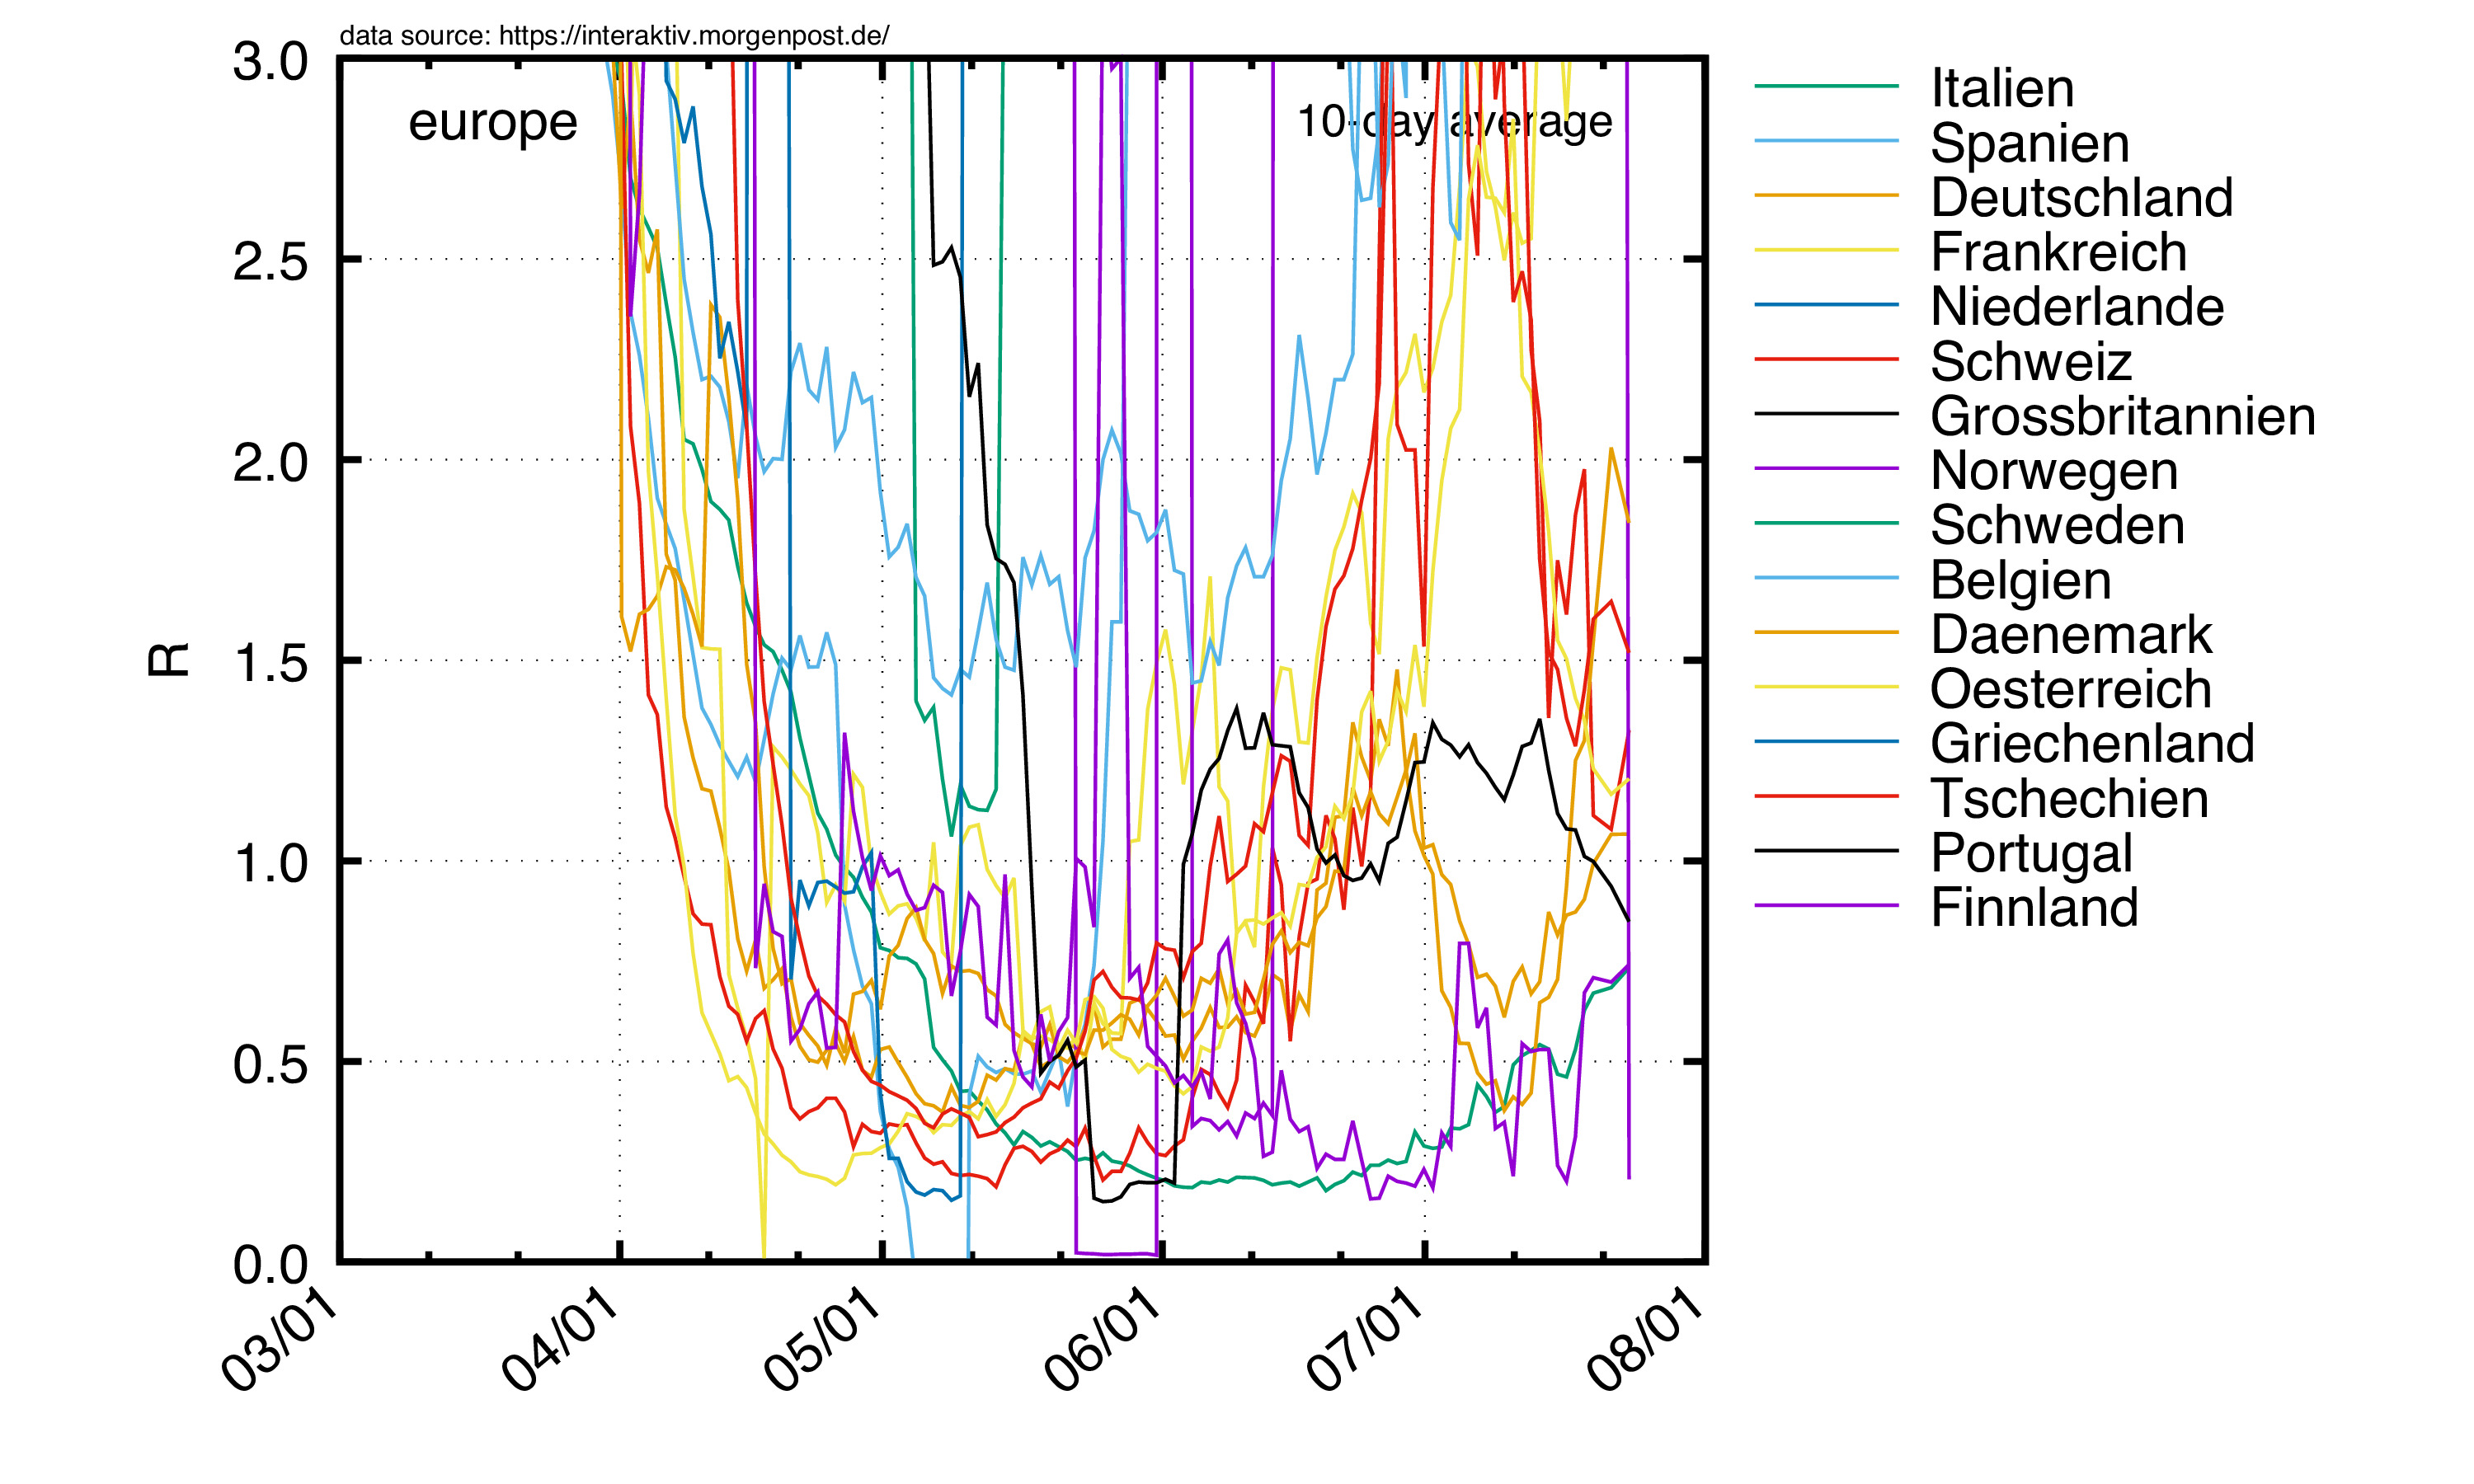 data source: https://interaktiv.morgenpost.de/
europe
10-day average
R
3.0
2.5
2.0
1.5
1.0
0.5
0.0
03/01
04/01
05/01
06/01
07/01
08/01
Italien
Spanien
Deutschland
Frankreich
Niederlande
Schweiz
Grossbritannien
Norwegen
Schweden
Belgien
Daenemark
Oesterreich
Griechenland
Tschechien
Portugal
Finnland